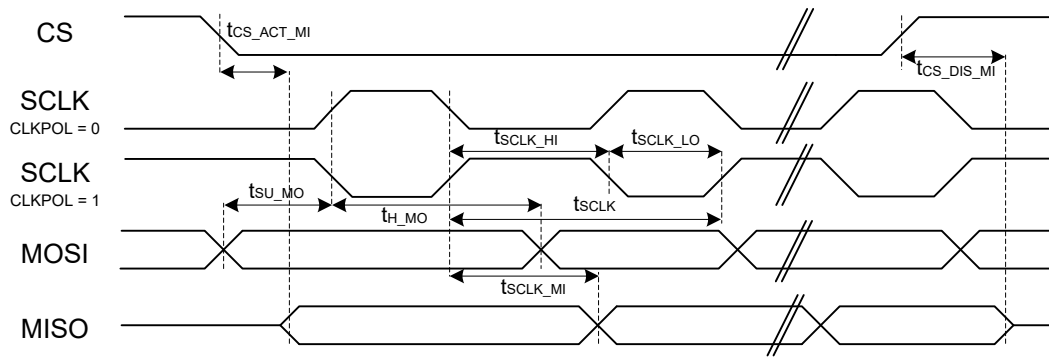 CS
tCS_ACT_MI
tCS_DIS_MI
SCLK
CLKPOL = 0
tSCLK_HI
tSCLK_LO
SCLK
CLKPOL = 1
tSU_MO
tH_MO
tSCLK
MOSI
tSCLK_MI
MISO